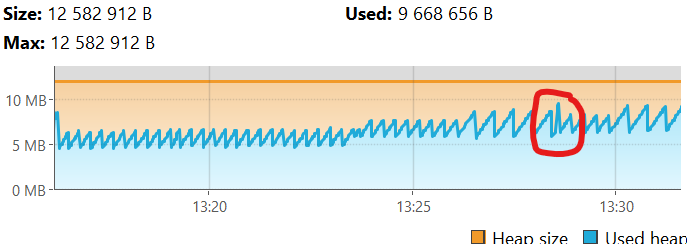 Size: 12 582 912 B Used: 9 668 656 B
Max: 12 582 912 B
10 MB
5 MB
0 MB
13:20 13:25 13:30
Heap size Used heap